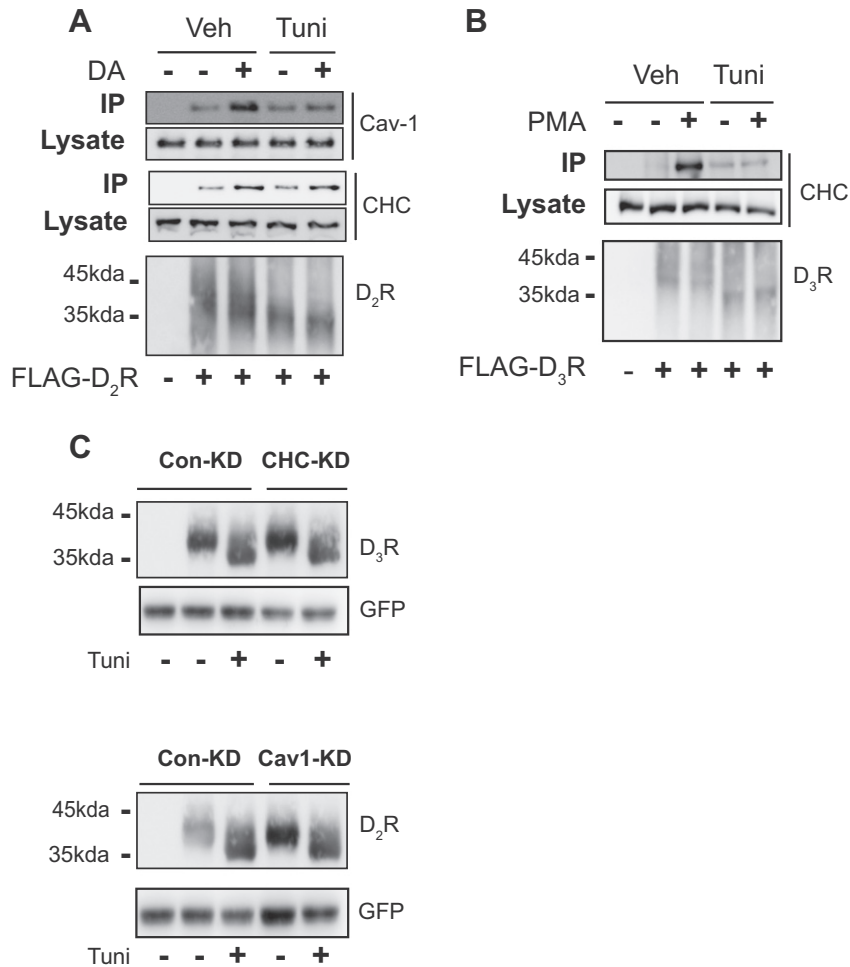 A
Veh Tuni
DA - - + - +
IP
Cav-1
Lysate
IP
CHC
Lysate
45kda -
D₂R
35kda -
FLAG-D₂R - + + + +
B
Veh Tuni
PMA - - + - +
IP
CHC
Lysate
45kda -
D₃R
35kda -
FLAG-D₃R - + + + +
C
Con-KD CHC-KD
45kda -
D₃R
35kda -
GFP
Tuni - - + - +
Con-KD Cav1-KD
45kda -
D₂R
35kda -
GFP
Tuni - - + - +